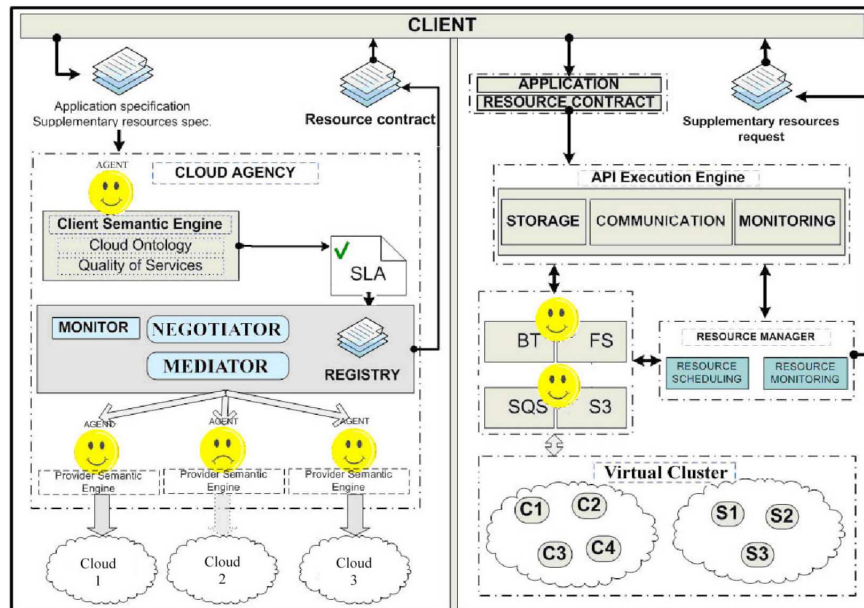 CLIENT
Application specification
Supplementary resources spec.
Resource contract
AGENT
CLOUD AGENCY
Client Semantic Engine
Cloud Ontology
Quality of Services
SLA
MONITOR
NEGOTIATOR
MEDIATOR
REGISTRY
AGENT
AGENT
AGENT
Provider Semantic
Engine
Provider Semantic
Engine
Provider Semantic
Engine
Cloud
1
Cloud
2
Cloud
3
APPLICATION
RESOURCE CONTRACT
Supplementary resources
request
API Execution Engine
STORAGE
COMMUNICATION
MONITORING
BT
FS
SQS
S3
RESOURCE MANAGER
RESOURCE
SCHEDULING
RESOURCE
MONITORING
Virtual Cluster
C1
C2
C3
C4
S1
S2
S3